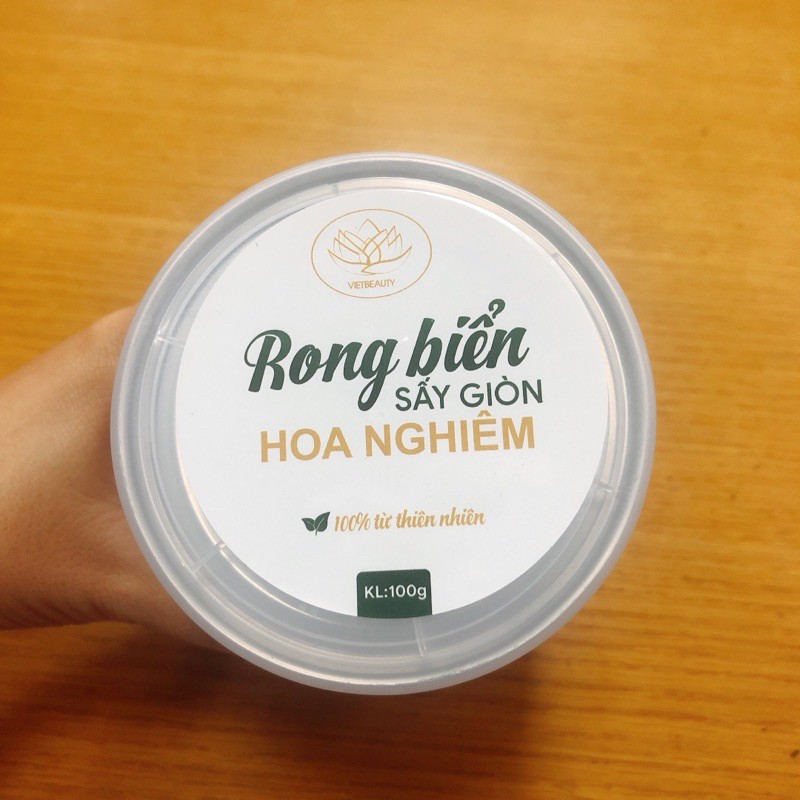 VIETBEAUTY
Rong biển
SẤY GIÒN
HOA NGHIÊM
100% từ thiên nhiên
KL:100g